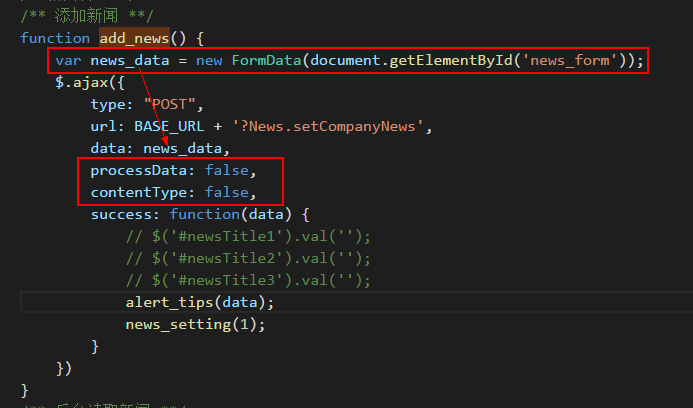 /** 添加新闻 **/
function add_news() {
var news_data = new FormData(document.getElementById('news_form'));
$.ajax({
type: "POST",
url: BASE_URL + '?News.setCompanyNews',
data: news_data,
processData: false,
contentType: false,
success: function(data) {
// $('#newsTitle1').val('');
// $('#newsTitle2').val('');
// $('#newsTitle3').val('');
alert_tips(data);
news_setting(1);
}
})
}